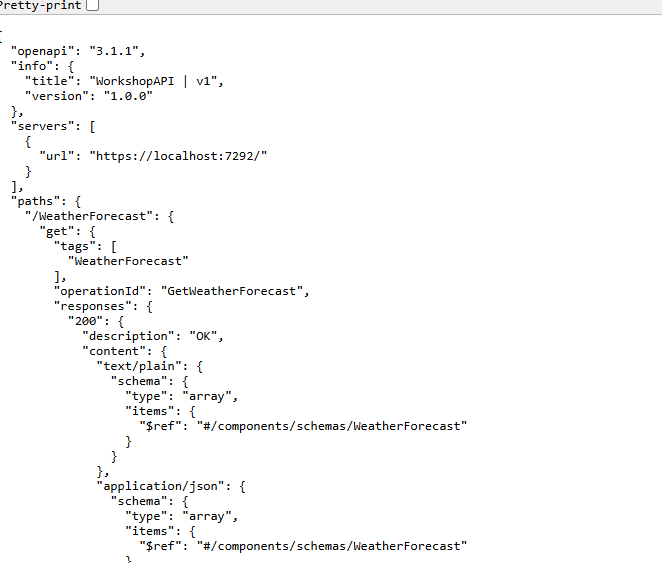 Pretty-print
{
  "openapi": "3.1.1",
  "info": {
    "title": "WorkshopAPI | v1",
    "version": "1.0.0"
  },
  "servers": [
    {
      "url": "https://localhost:7292/"
    }
  ],
  "paths": {
    "/WeatherForecast": {
      "get": {
        "tags": [
          "WeatherForecast"
        ],
        "operationId": "GetWeatherForecast",
        "responses": {
          "200": {
            "description": "OK",
            "content": {
              "text/plain": {
                "schema": {
                  "type": "array",
                  "items": {
                    "$ref": "#/components/schemas/WeatherForecast"
                  }
                }
              },
              "application/json": {
                "schema": {
                  "type": "array",
                  "items": {
                    "$ref": "#/components/schemas/WeatherForecast"
                  }